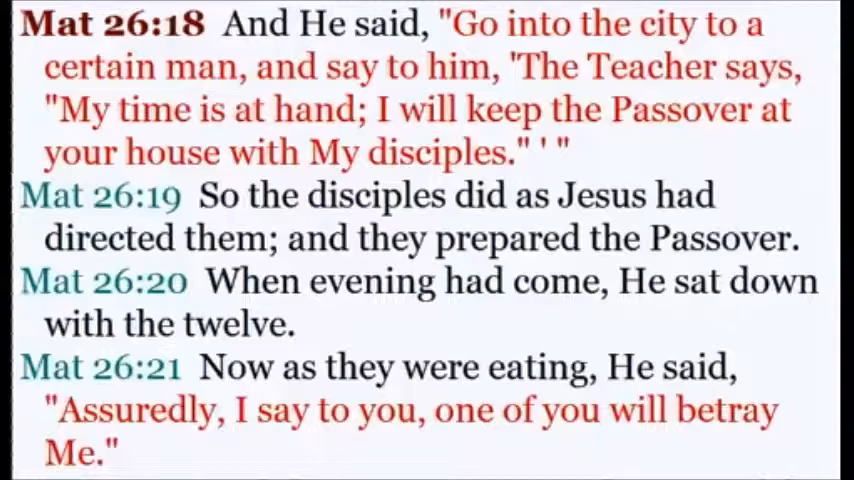 Mat 26:18 And He said, "Go into the city to a
certain man, and say to him, 'The Teacher says,
"My time is at hand; I will keep the Passover at
your house with My disciples." ' "
Mat 26:19 So the disciples did as Jesus had
directed them; and they prepared the Passover.
Mat 26:20 When evening had come, He sat down
with the twelve.
Mat 26:21 Now as they were eating, He said,
"Assuredly, I say to you, one of you will betray
Me."